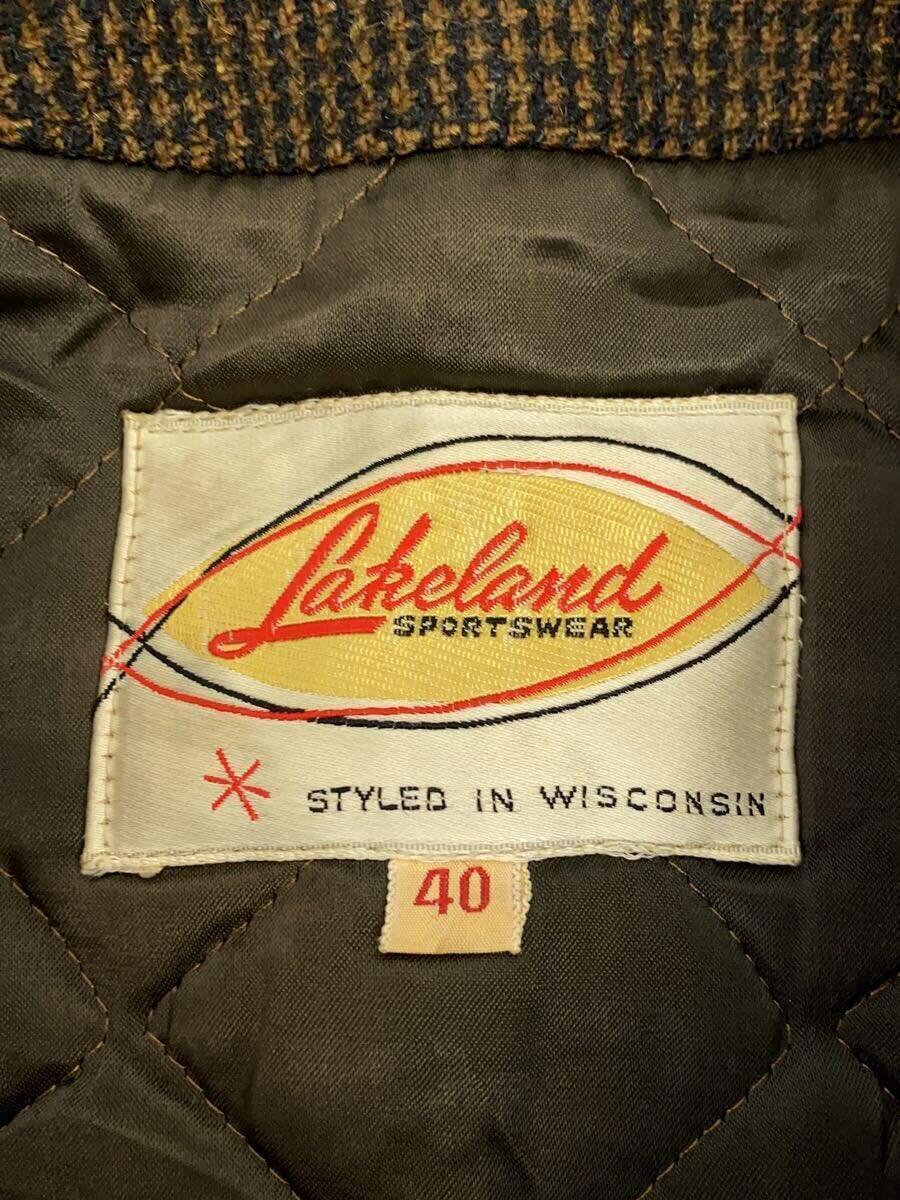 Lakeland
SPORTSWEAR
STYLED IN WISCONSIN
40